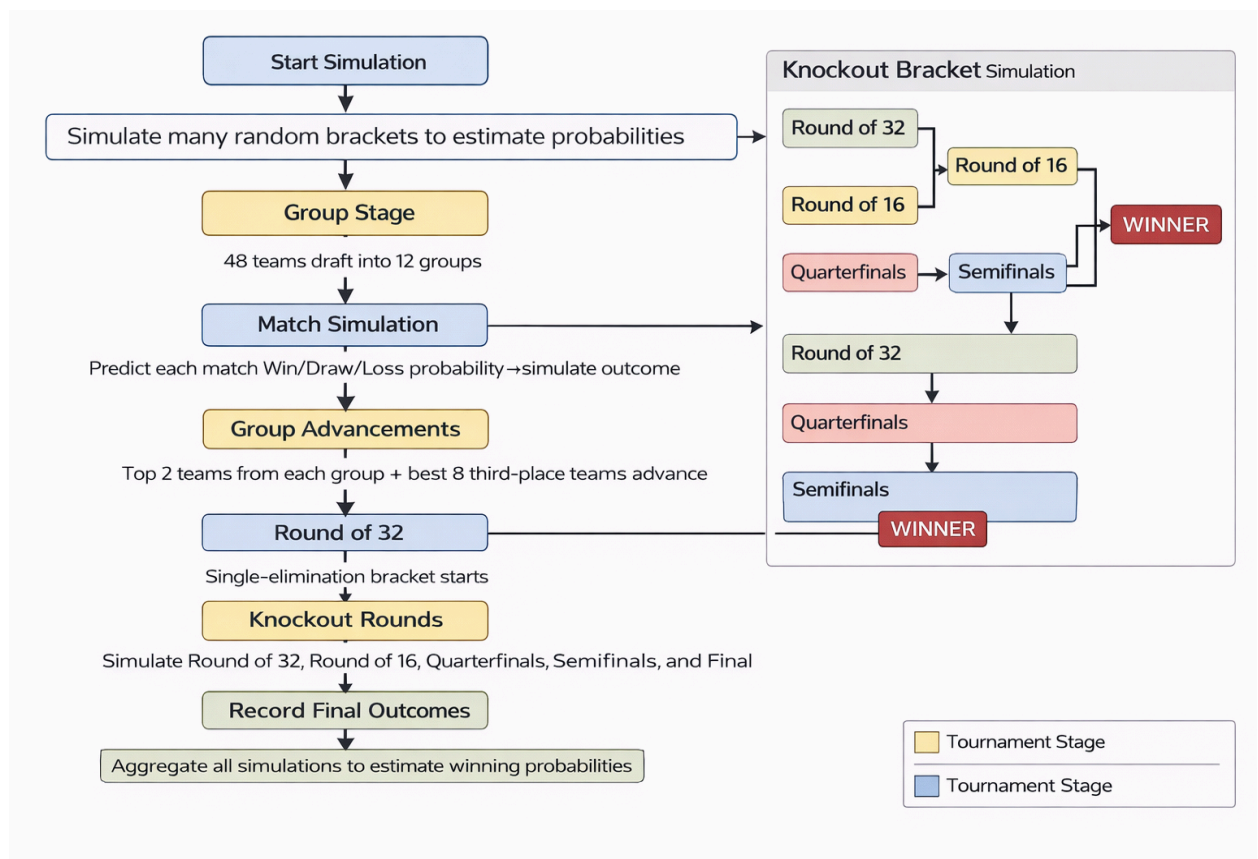 Start Simulation
Simulate many random brackets to estimate probabilities
Group Stage
48 teams draft into 12 groups
Match Simulation
Predict each match Win/Draw/Loss probability→simulate outcome
Group Advancements
Top 2 teams from each group + best 8 third-place teams advance
Round of 32
Single-elimination bracket starts
Knockout Rounds
Simulate Round of 32, Round of 16, Quarterfinals, Semifinals, and Final
Record Final Outcomes
Aggregate all simulations to estimate winning probabilities
Knockout Bracket Simulation
Round of 32
Round of 16
Round of 16
WINNER
Quarterfinals
Semifinals
Round of 32
Quarterfinals
Semifinals
WINNER
Tournament Stage
Tournament Stage